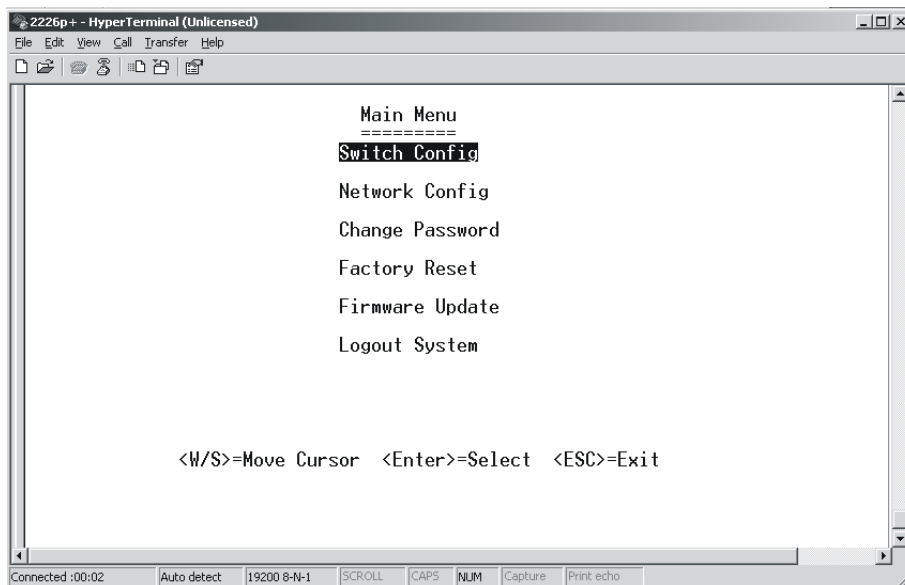 2226p+ - HyperTerminal (Unlicensed)
File Edit View Call Transfer Help
Main Menu
=========
Switch Config
Network Config
Change Password
Factory Reset
Firmware Update
Logout System
<W/S>=Move Cursor <Enter>=Select <ESC>=Exit
Connected :00:02 Auto detect 19200 8-N-1 SCROLL CAPS NUM Capture Print echo